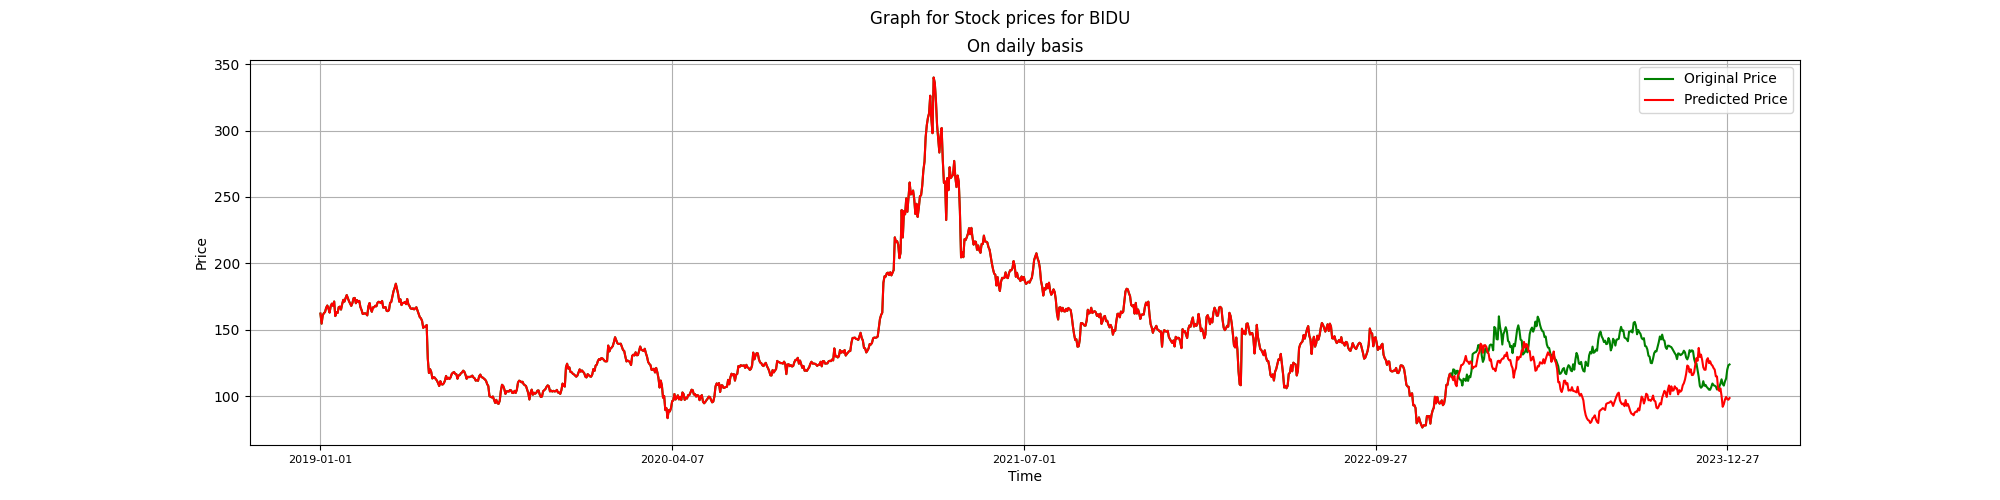 Graph for Stock prices for BIDU
On daily basis
Original Price
Predicted Price
Price
350
300
250
200
150
100
2019-01-01
2020-04-07
2021-07-01
2022-09-27
2023-12-27
Time